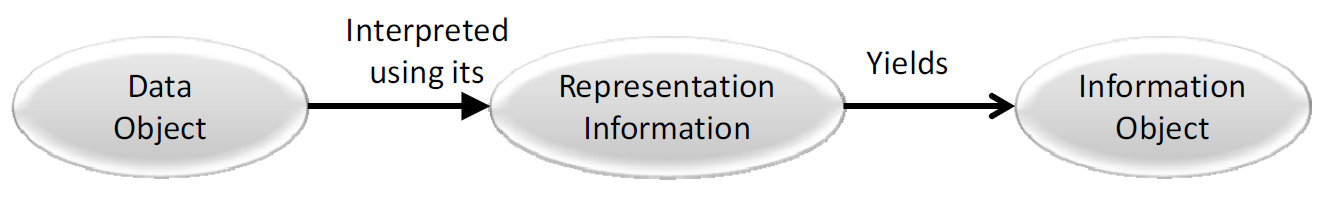 Data
Object
Interpreted
using its
Representation
Information
Yields
Information
Object